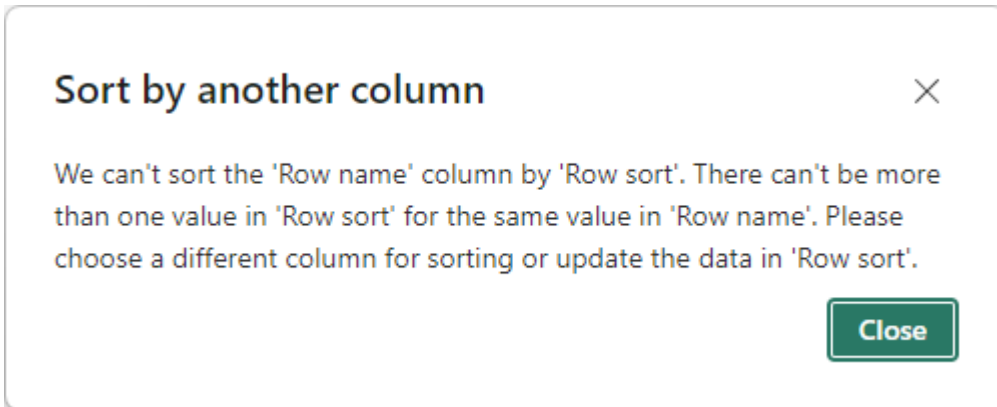 Sort by another column
We can't sort the 'Row name' column by 'Row sort'. There can't be more
than one value in 'Row sort' for the same value in 'Row name'. Please
choose a different column for sorting or update the data in 'Row sort'.
Close